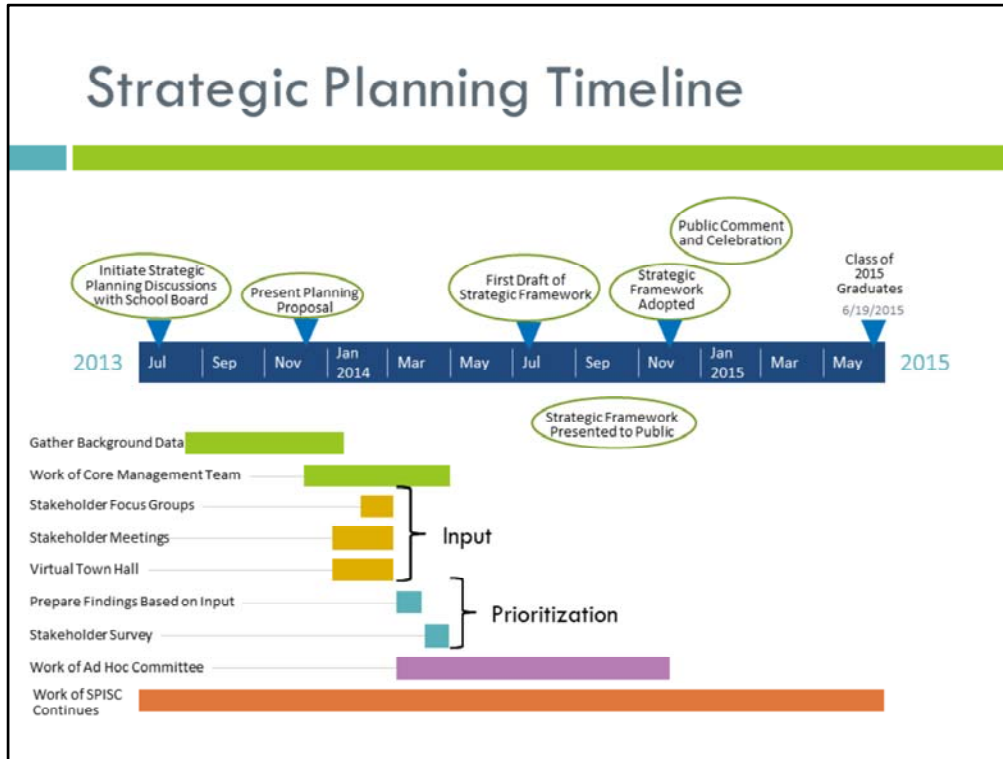 Strategic Planning Timeline
Public Comment
and Celebration
Initiate Strategic
Planning Discussions
with School Board
Present Planning
Proposal
First Draft of
Strategic Framework
Strategic
Framework
Adopted
Class of
2015
Graduates
6/19/2015
2013
Jul
Sep
Nov
Jan
2014
Mar
May
Jul
Sep
Nov
Jan
2015
Mar
May
2015
Strategic Framework
Presented to Public
Gather Background Data
Work of Core Management Team
Stakeholder Focus Groups
Stakeholder Meetings
Input
Virtual Town Hall
Prepare Findings Based on Input
Prioritization
Stakeholder Survey
Work of Ad Hoc Committee
Work of SPISC
Continues